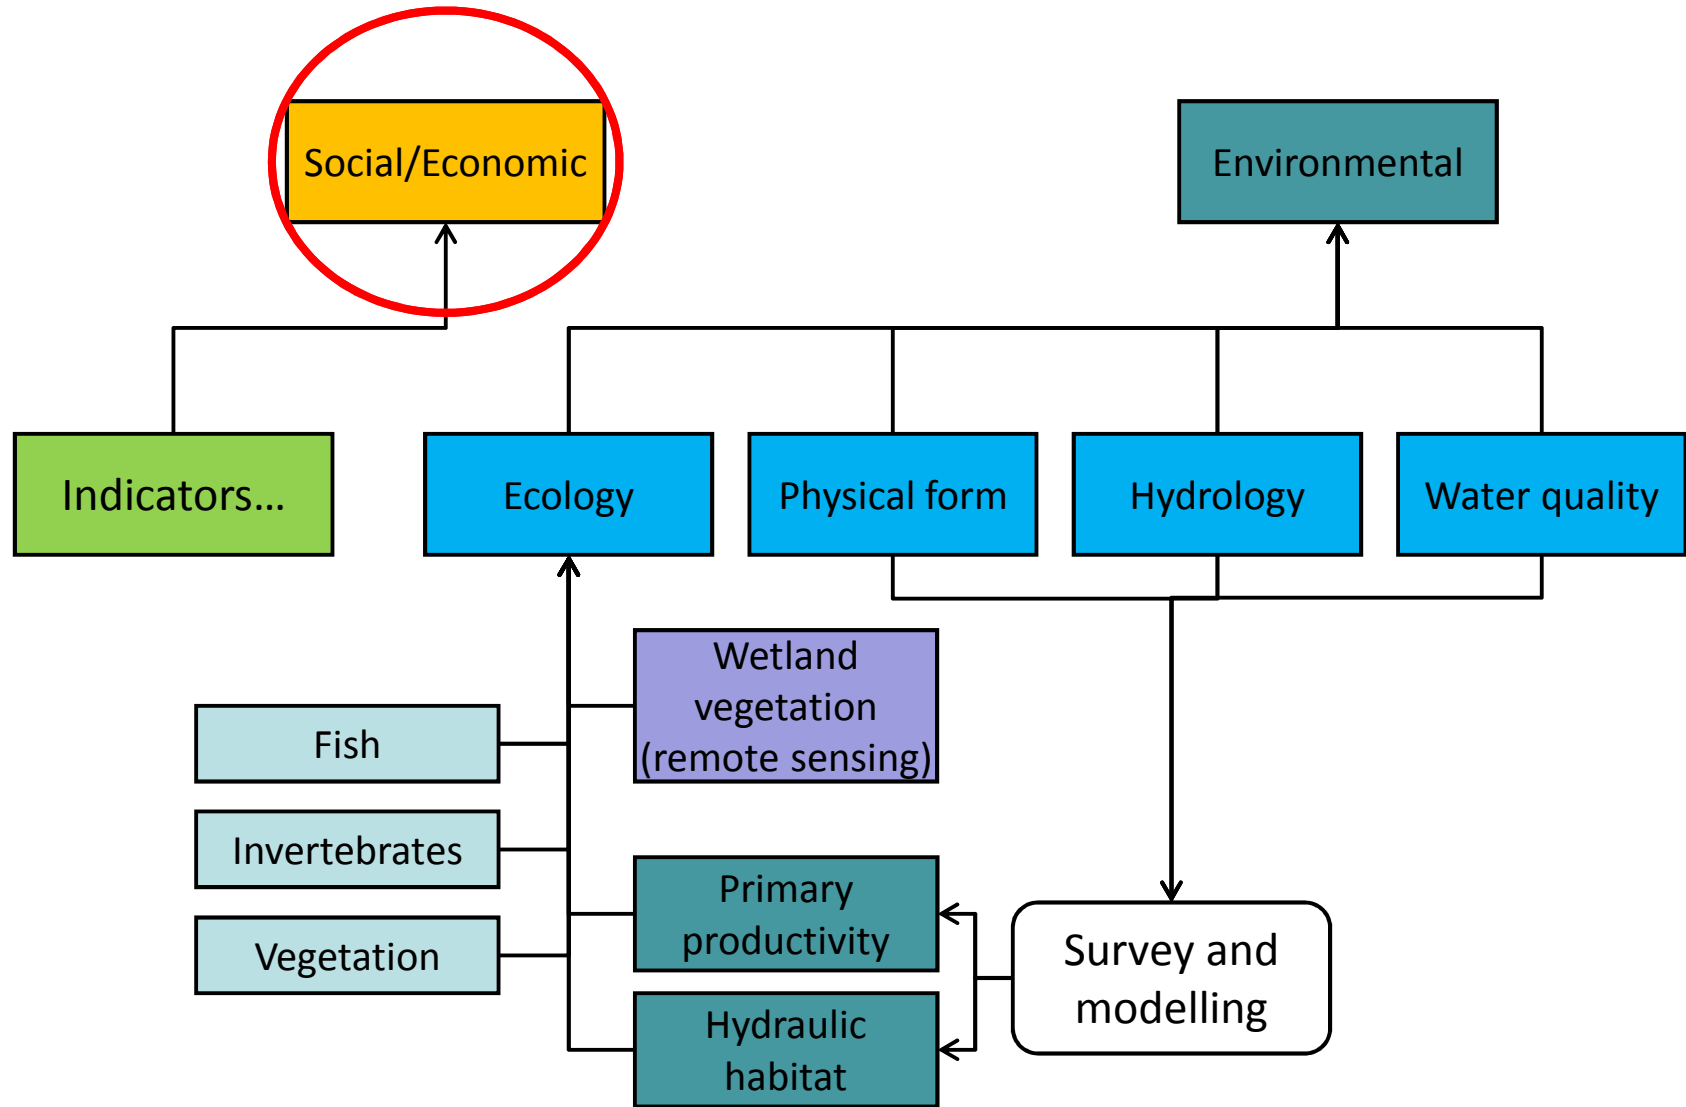 Social/Economic
Environmental
Indicators...
Ecology
Physical form
Hydrology
Water quality
Wetland
vegetation
(remote sensing)
Fish
Invertebrates
Vegetation
Primary
productivity
Hydraulic
habitat
Survey and
modelling